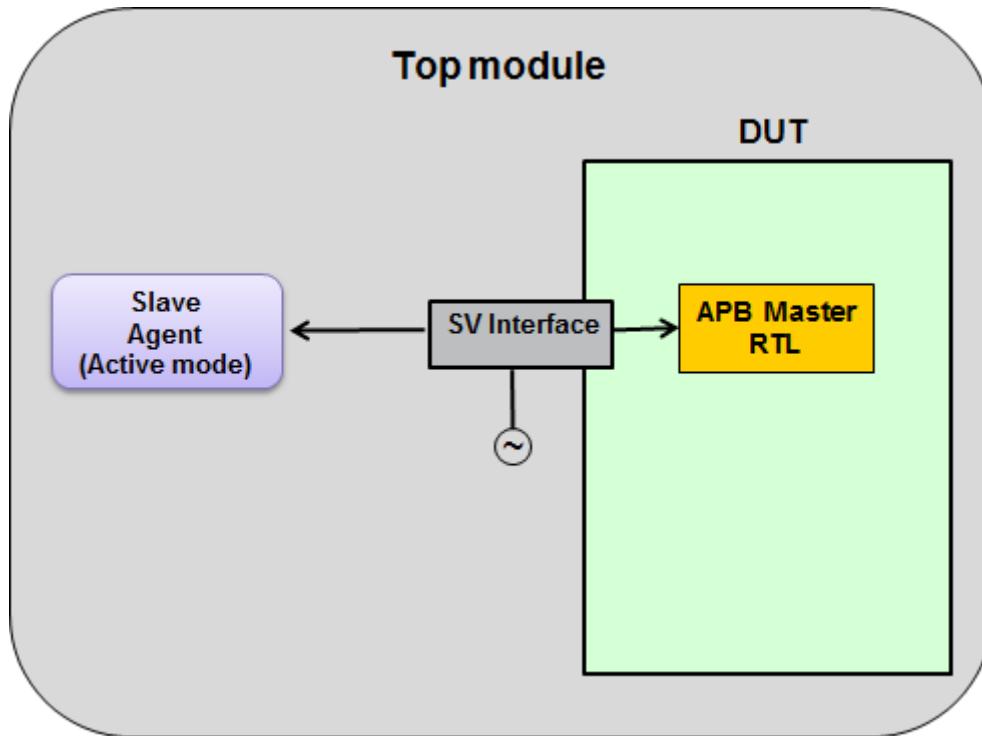 Top module
DUT
Slave
Agent
(Active mode)
SV Interface
APB Master
RTL
~